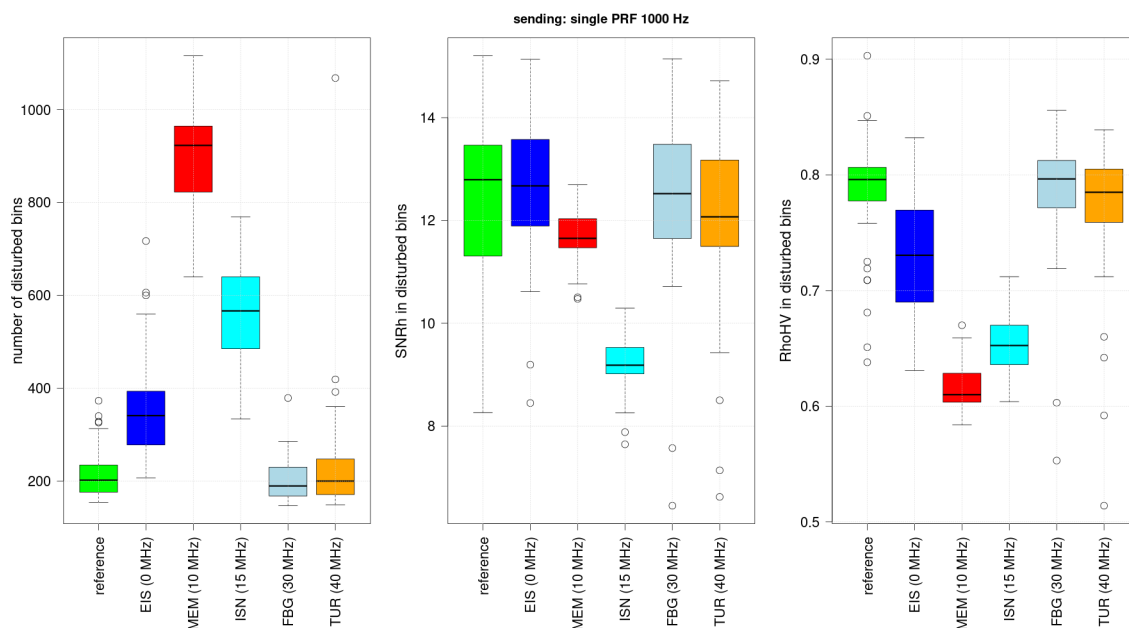 sending: single PRF 1000 Hz
number of disturbed bins
1000
800
600
400
200
reference
EIS (0 MHz)
MEM (10 MHz)
ISN (15 MHz)
FBG (30 MHz)
TUR (40 MHz)
SNRh in disturbed bins
14
12
10
8
reference
EIS (0 MHz)
MEM (10 MHz)
ISN (15 MHz)
FBG (30 MHz)
TUR (40 MHz)
RhoHV in disturbed bins
0.9
0.8
0.7
0.6
0.5
reference
EIS (0 MHz)
MEM (10 MHz)
ISN (15 MHz)
FBG (30 MHz)
TUR (40 MHz)